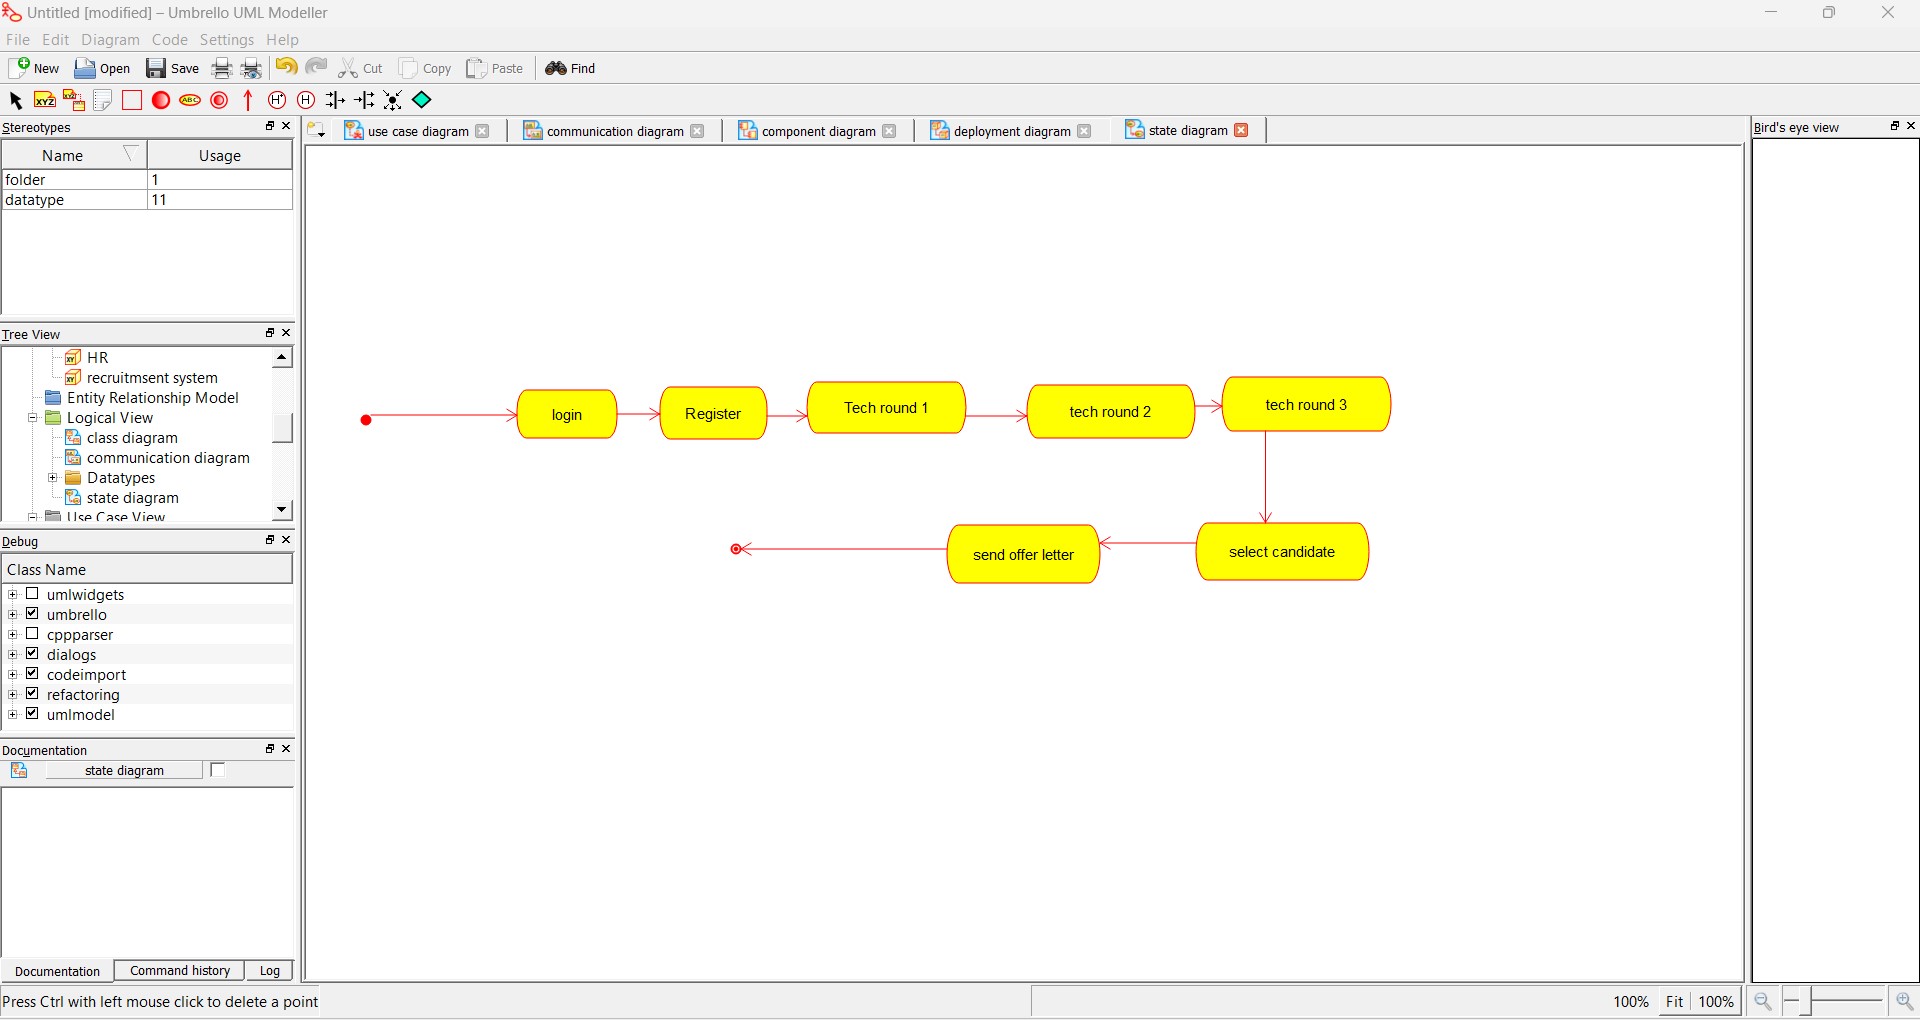 Untitled [modified] – Umbrello UML Modeller
File Edit Diagram Code Settings Help
New Open Save Cut Copy Paste Find
XYZ XYZ ABC H* H
Stereotypes
Name Usage
folder 1
datatype 11
Tree View
HR
recruitmsent system
Entity Relationship Model
Logical View
class diagram
communication diagram
Datatypes
state diagram
Use Case View
Debug
Class Name
umlwidgets
umbrello
cppparser
dialogs
codeimport
refactoring
umlmodel
Documentation
state diagram
Documentation Command history Log
use case diagram communication diagram component diagram deployment diagram state diagram
login
Register
Tech round 1
tech round 2
tech round 3
select candidate
send offer letter
Bird's eye view
Press Ctrl with left mouse click to delete a point
100% Fit 100%